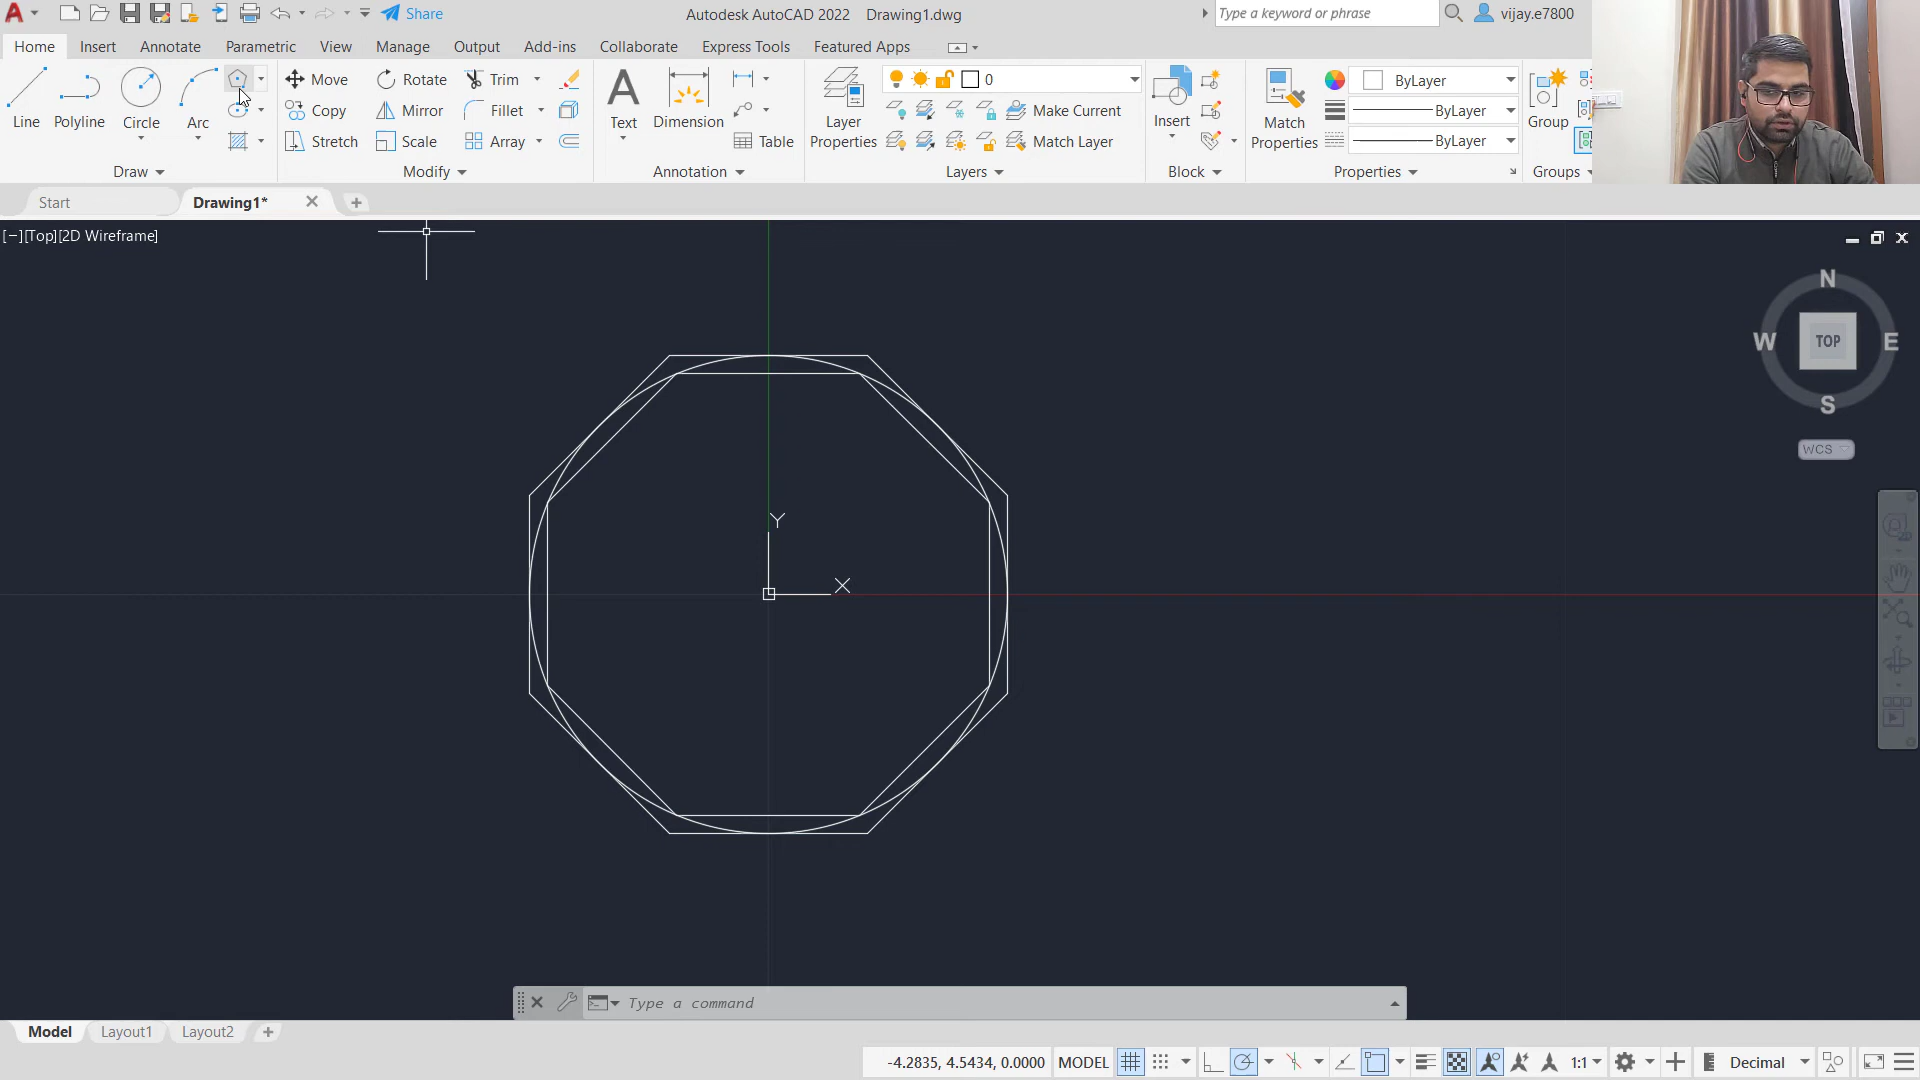 Share
Autodesk AutoCAD 2022 Drawing1.dwg
Type a keyword or phrase
vijay.e7800
Home Insert Annotate Parametric View Manage Output Add-ins Collaborate Express Tools Featured Apps
Line Polyline Circle Arc
Move Rotate Trim
Copy Mirror Fillet
Stretch Scale Array
Text Dimension Table
Layer Properties
0
Make Current
Match Layer
Insert
Match Properties
ByLayer
ByLayer
ByLayer
Group
Draw Modify Annotation Layers Block Properties Groups
Start Drawing1*
[−][Top][2D Wireframe]
N
W TOP E
S
WCS
Y
X
Type a command
Model Layout1 Layout2
-4.2835, 4.5434, 0.0000 MODEL 1:1 Decimal